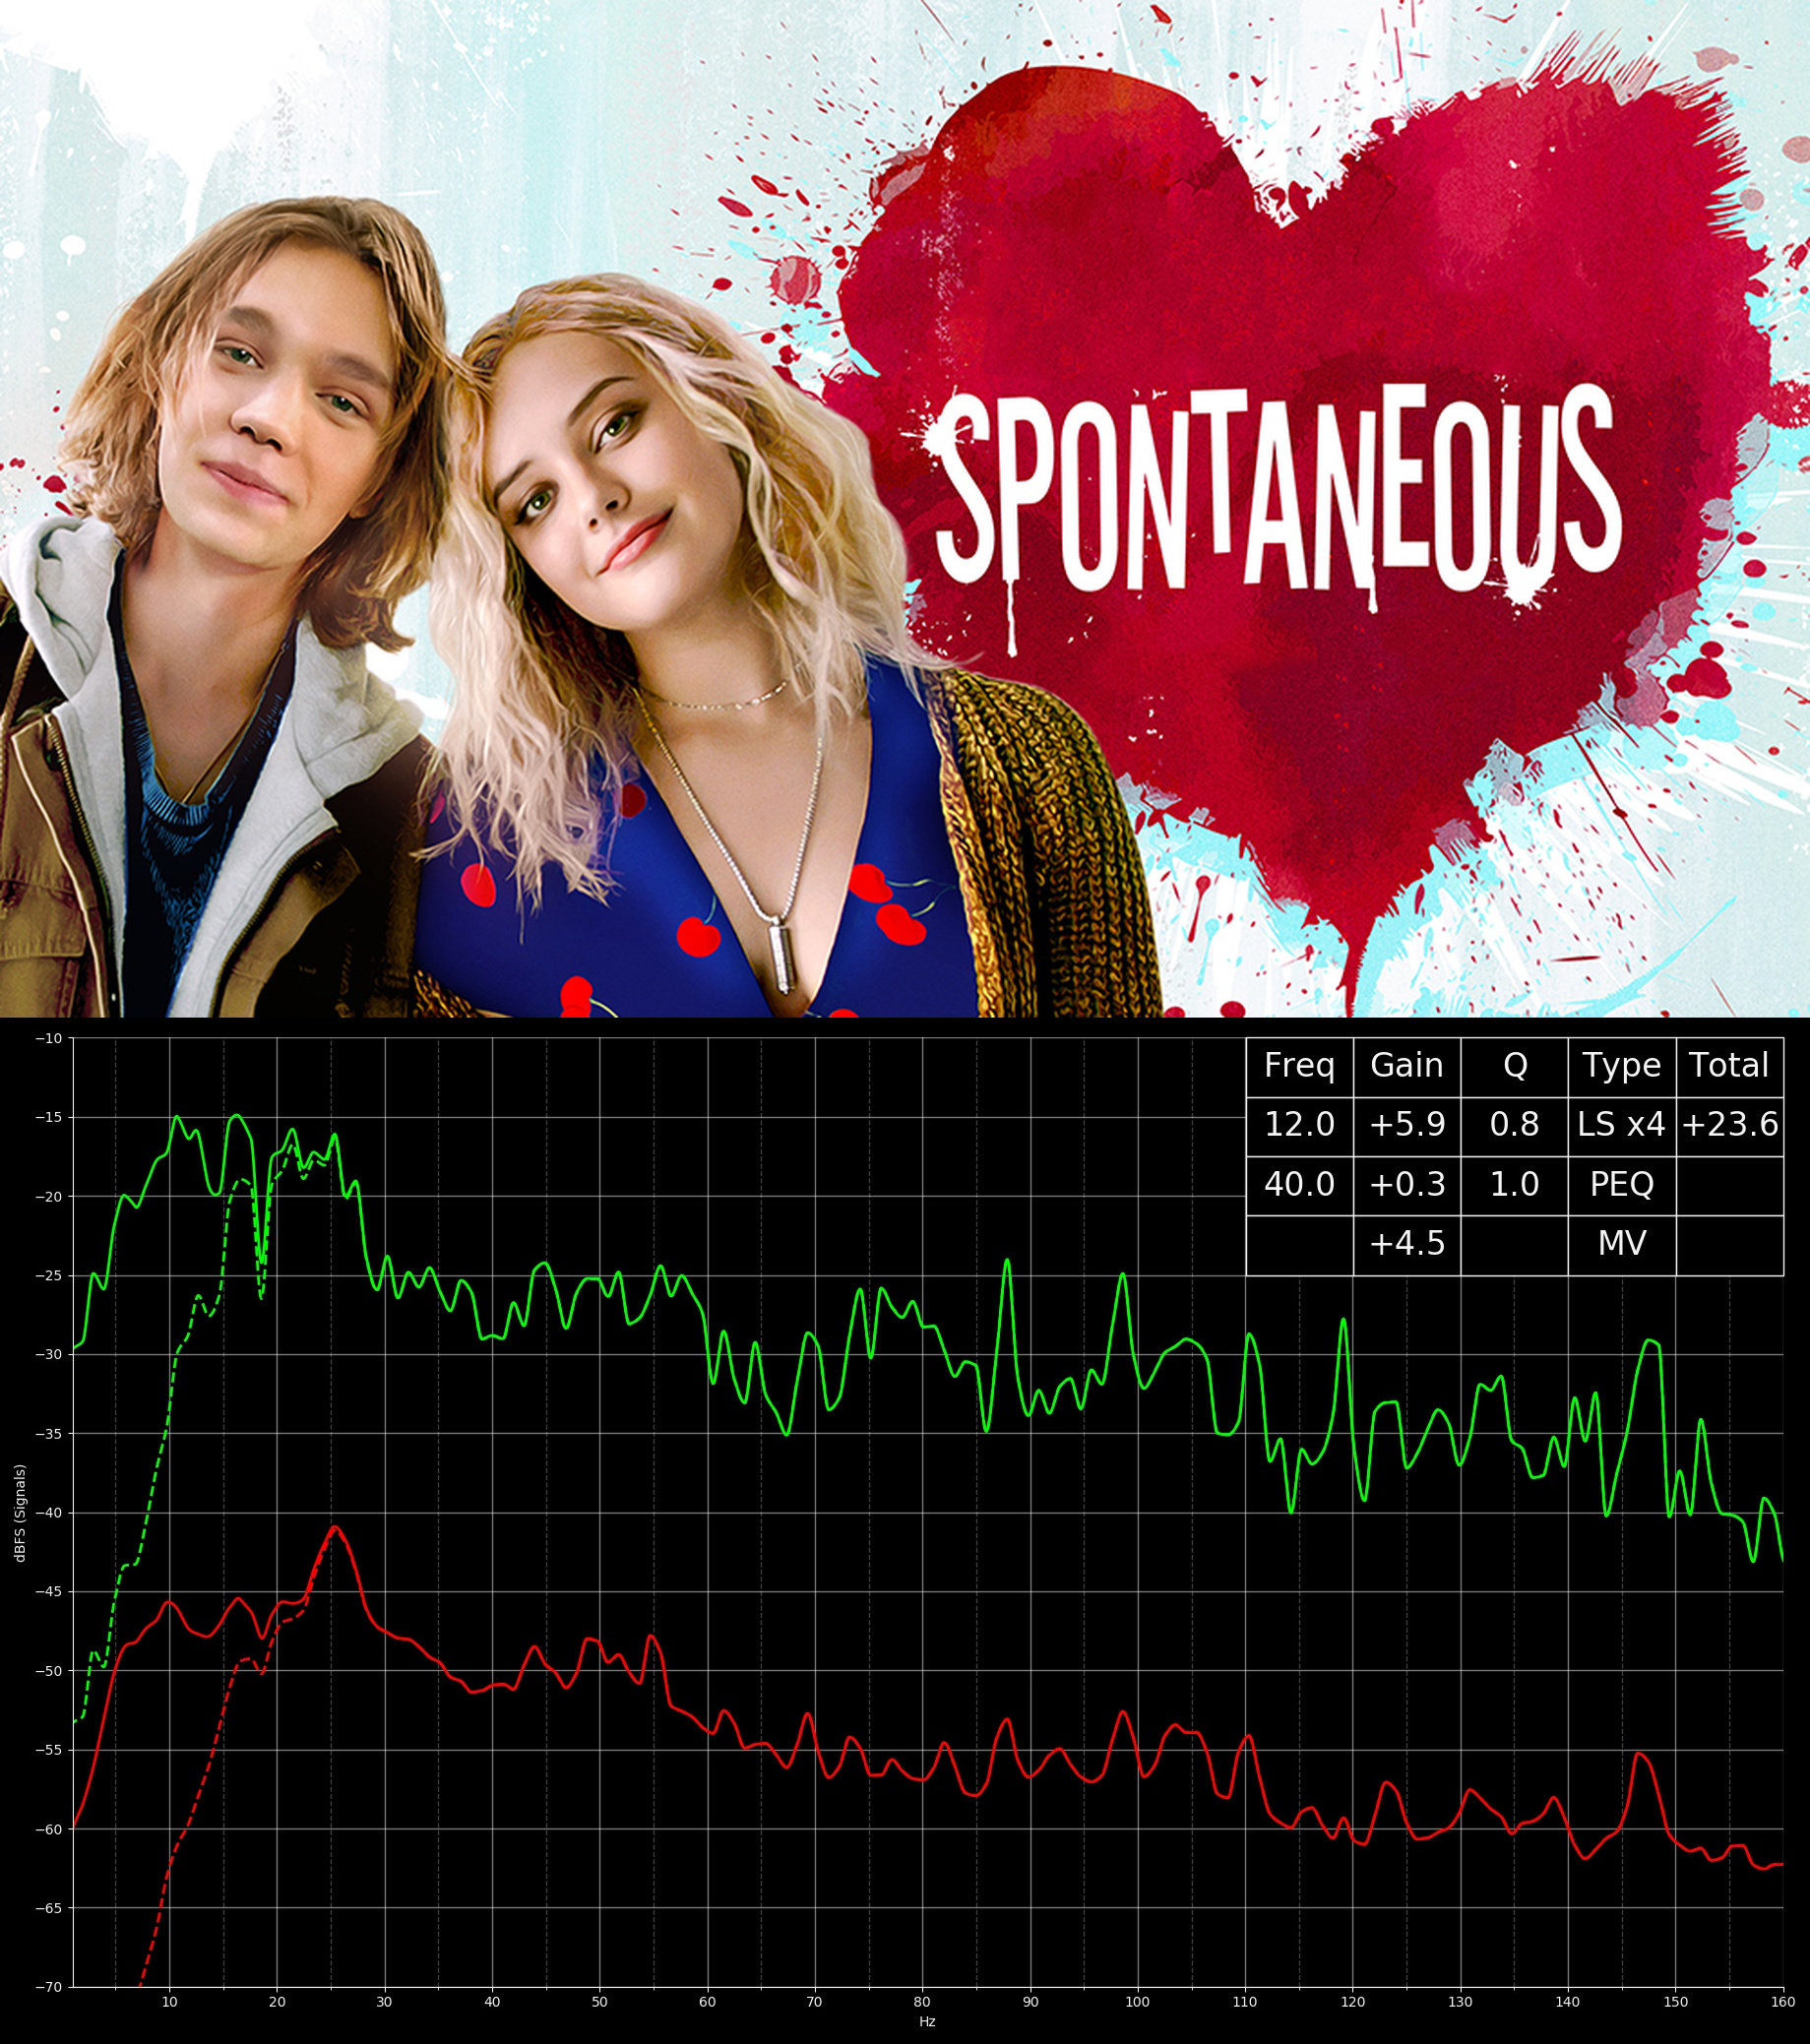 SPONTANEOUS
Freq Gain Q Type Total
12.0 +5.9 0.8 LS x4 +23.6
40.0 +0.3 1.0 PEQ
+4.5 MV
−10
−15
−20
−25
−30
−35
−40
−45
−50
−55
−60
−65
−70
dBFS (Signals)
10 20 30 40 50 60 70 80 90 100 110 120 130 140 150 160
Hz